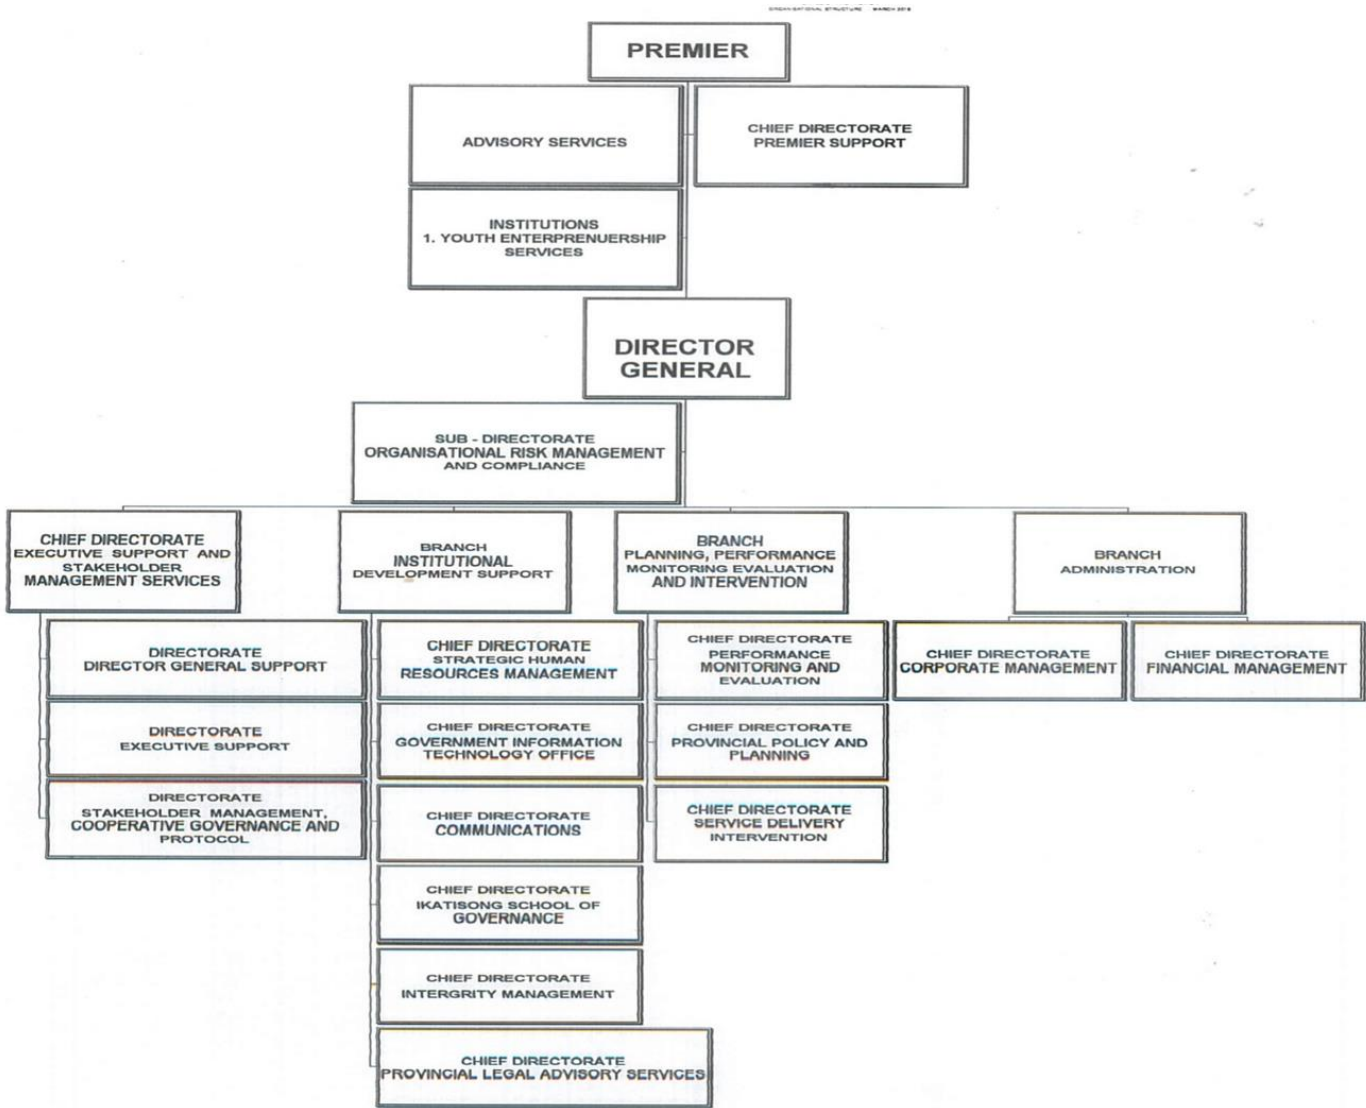 ORGANISATIONAL STRUCTURE MARCH 2018
PREMIER
ADVISORY SERVICES
CHIEF DIRECTORATE
PREMIER SUPPORT
INSTITUTIONS
1. YOUTH ENTERPRENUERSHIP
SERVICES
DIRECTOR
GENERAL
SUB - DIRECTORATE
ORGANISATIONAL RISK MANAGEMENT
AND COMPLIANCE
CHIEF DIRECTORATE
EXECUTIVE SUPPORT AND
STAKEHOLDER
MANAGEMENT SERVICES
BRANCH
INSTITUTIONAL
DEVELOPMENT SUPPORT
BRANCH
PLANNING, PERFORMANCE
MONITORING EVALUATION
AND INTERVENTION
BRANCH
ADMINISTRATION
DIRECTORATE
DIRECTOR GENERAL SUPPORT
DIRECTORATE
EXECUTIVE SUPPORT
DIRECTORATE
STAKEHOLDER MANAGEMENT,
COOPERATIVE GOVERNANCE AND
PROTOCOL
CHIEF DIRECTORATE
STRATEGIC HUMAN
RESOURCES MANAGEMENT
CHIEF DIRECTORATE
GOVERNMENT INFORMATION
TECHNOLOGY OFFICE
CHIEF DIRECTORATE
COMMUNICATIONS
CHIEF DIRECTORATE
IKATISONG SCHOOL OF
GOVERNANCE
CHIEF DIRECTORATE
INTERGRITY MANAGEMENT
CHIEF DIRECTORATE
PROVINCIAL LEGAL ADVISORY SERVICES
CHIEF DIRECTORATE
PERFORMANCE
MONITORING AND
EVALUATION
CHIEF DIRECTORATE
PROVINCIAL POLICY AND
PLANNING
CHIEF DIRECTORATE
SERVICE DELIVERY
INTERVENTION
CHIEF DIRECTORATE
CORPORATE MANAGEMENT
CHIEF DIRECTORATE
FINANCIAL MANAGEMENT